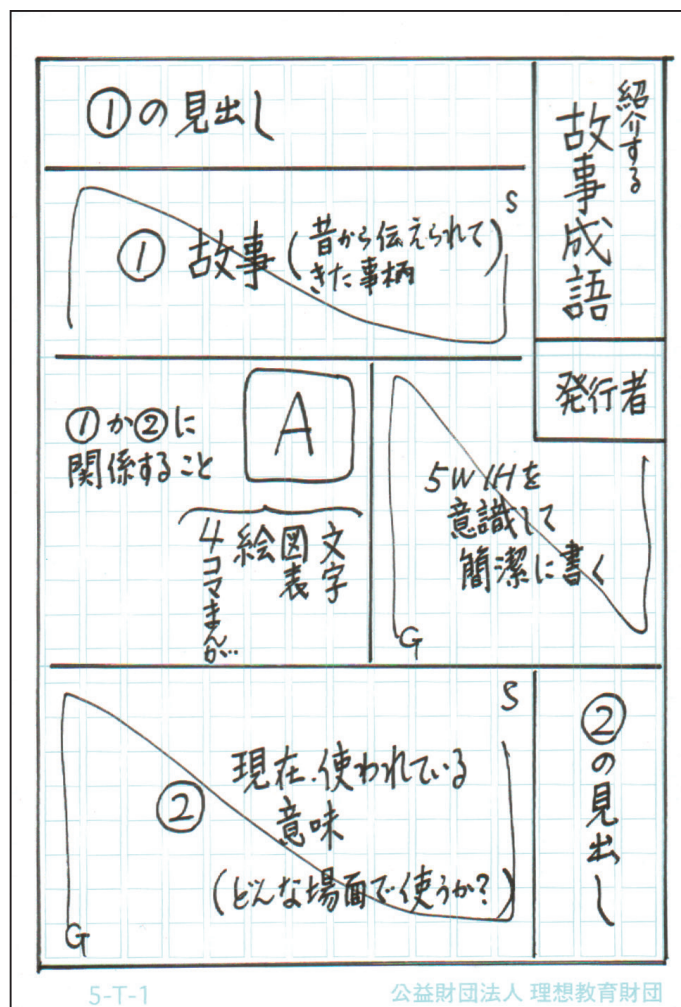 紹介する
故事成語
発行者
①の見出し
S
① 故事(昔から伝えられて
きた事柄)
5W1Hを
意識して
簡潔に書く
G
①か②に
関係すること
A
文字
図表
絵
4コマまんが
②の見出し
S
② 現在、使われている
意味
(どんな場面で使うか?)
G
5-T-1
公益財団法人 理想教育財団